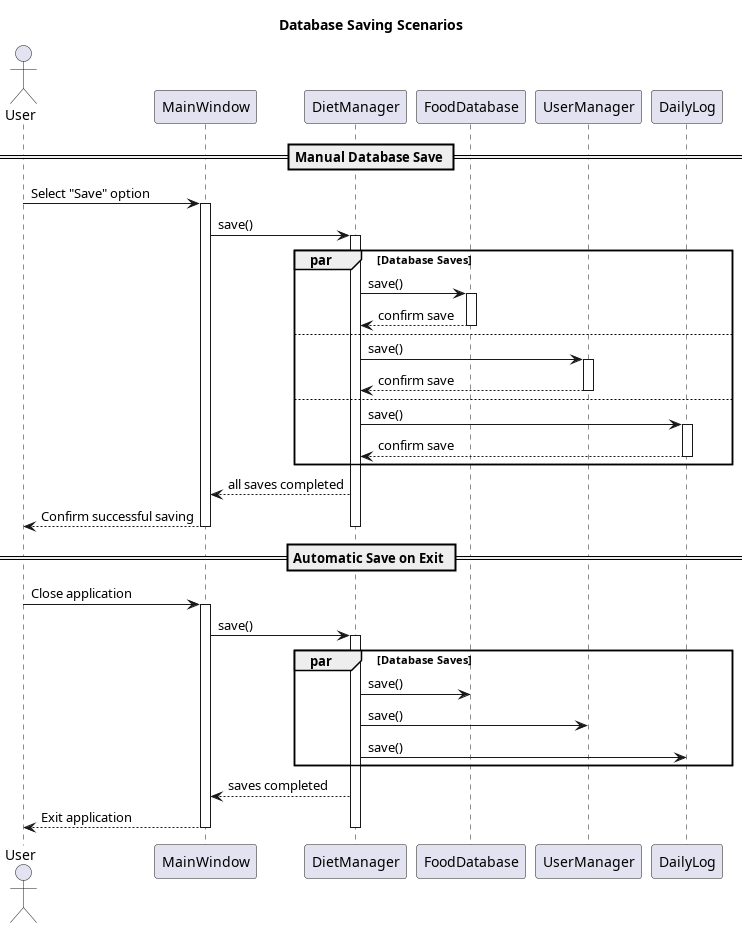 Database Saving Scenarios
User
MainWindow
DietManager
FoodDatabase
UserManager
DailyLog
Manual Database Save
Select "Save" option
save()
par
[Database Saves]
save()
confirm save
save()
confirm save
save()
confirm save
all saves completed
Confirm successful saving
Automatic Save on Exit
Close application
save()
par
[Database Saves]
save()
save()
save()
saves completed
Exit application
User
MainWindow
DietManager
FoodDatabase
UserManager
DailyLog